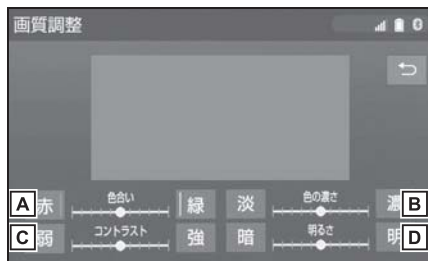 画質調整
A 赤 色合い 緑 淡 色の濃さ 濃 B
C 弱 コントラスト 強 暗 明るさ 明 D